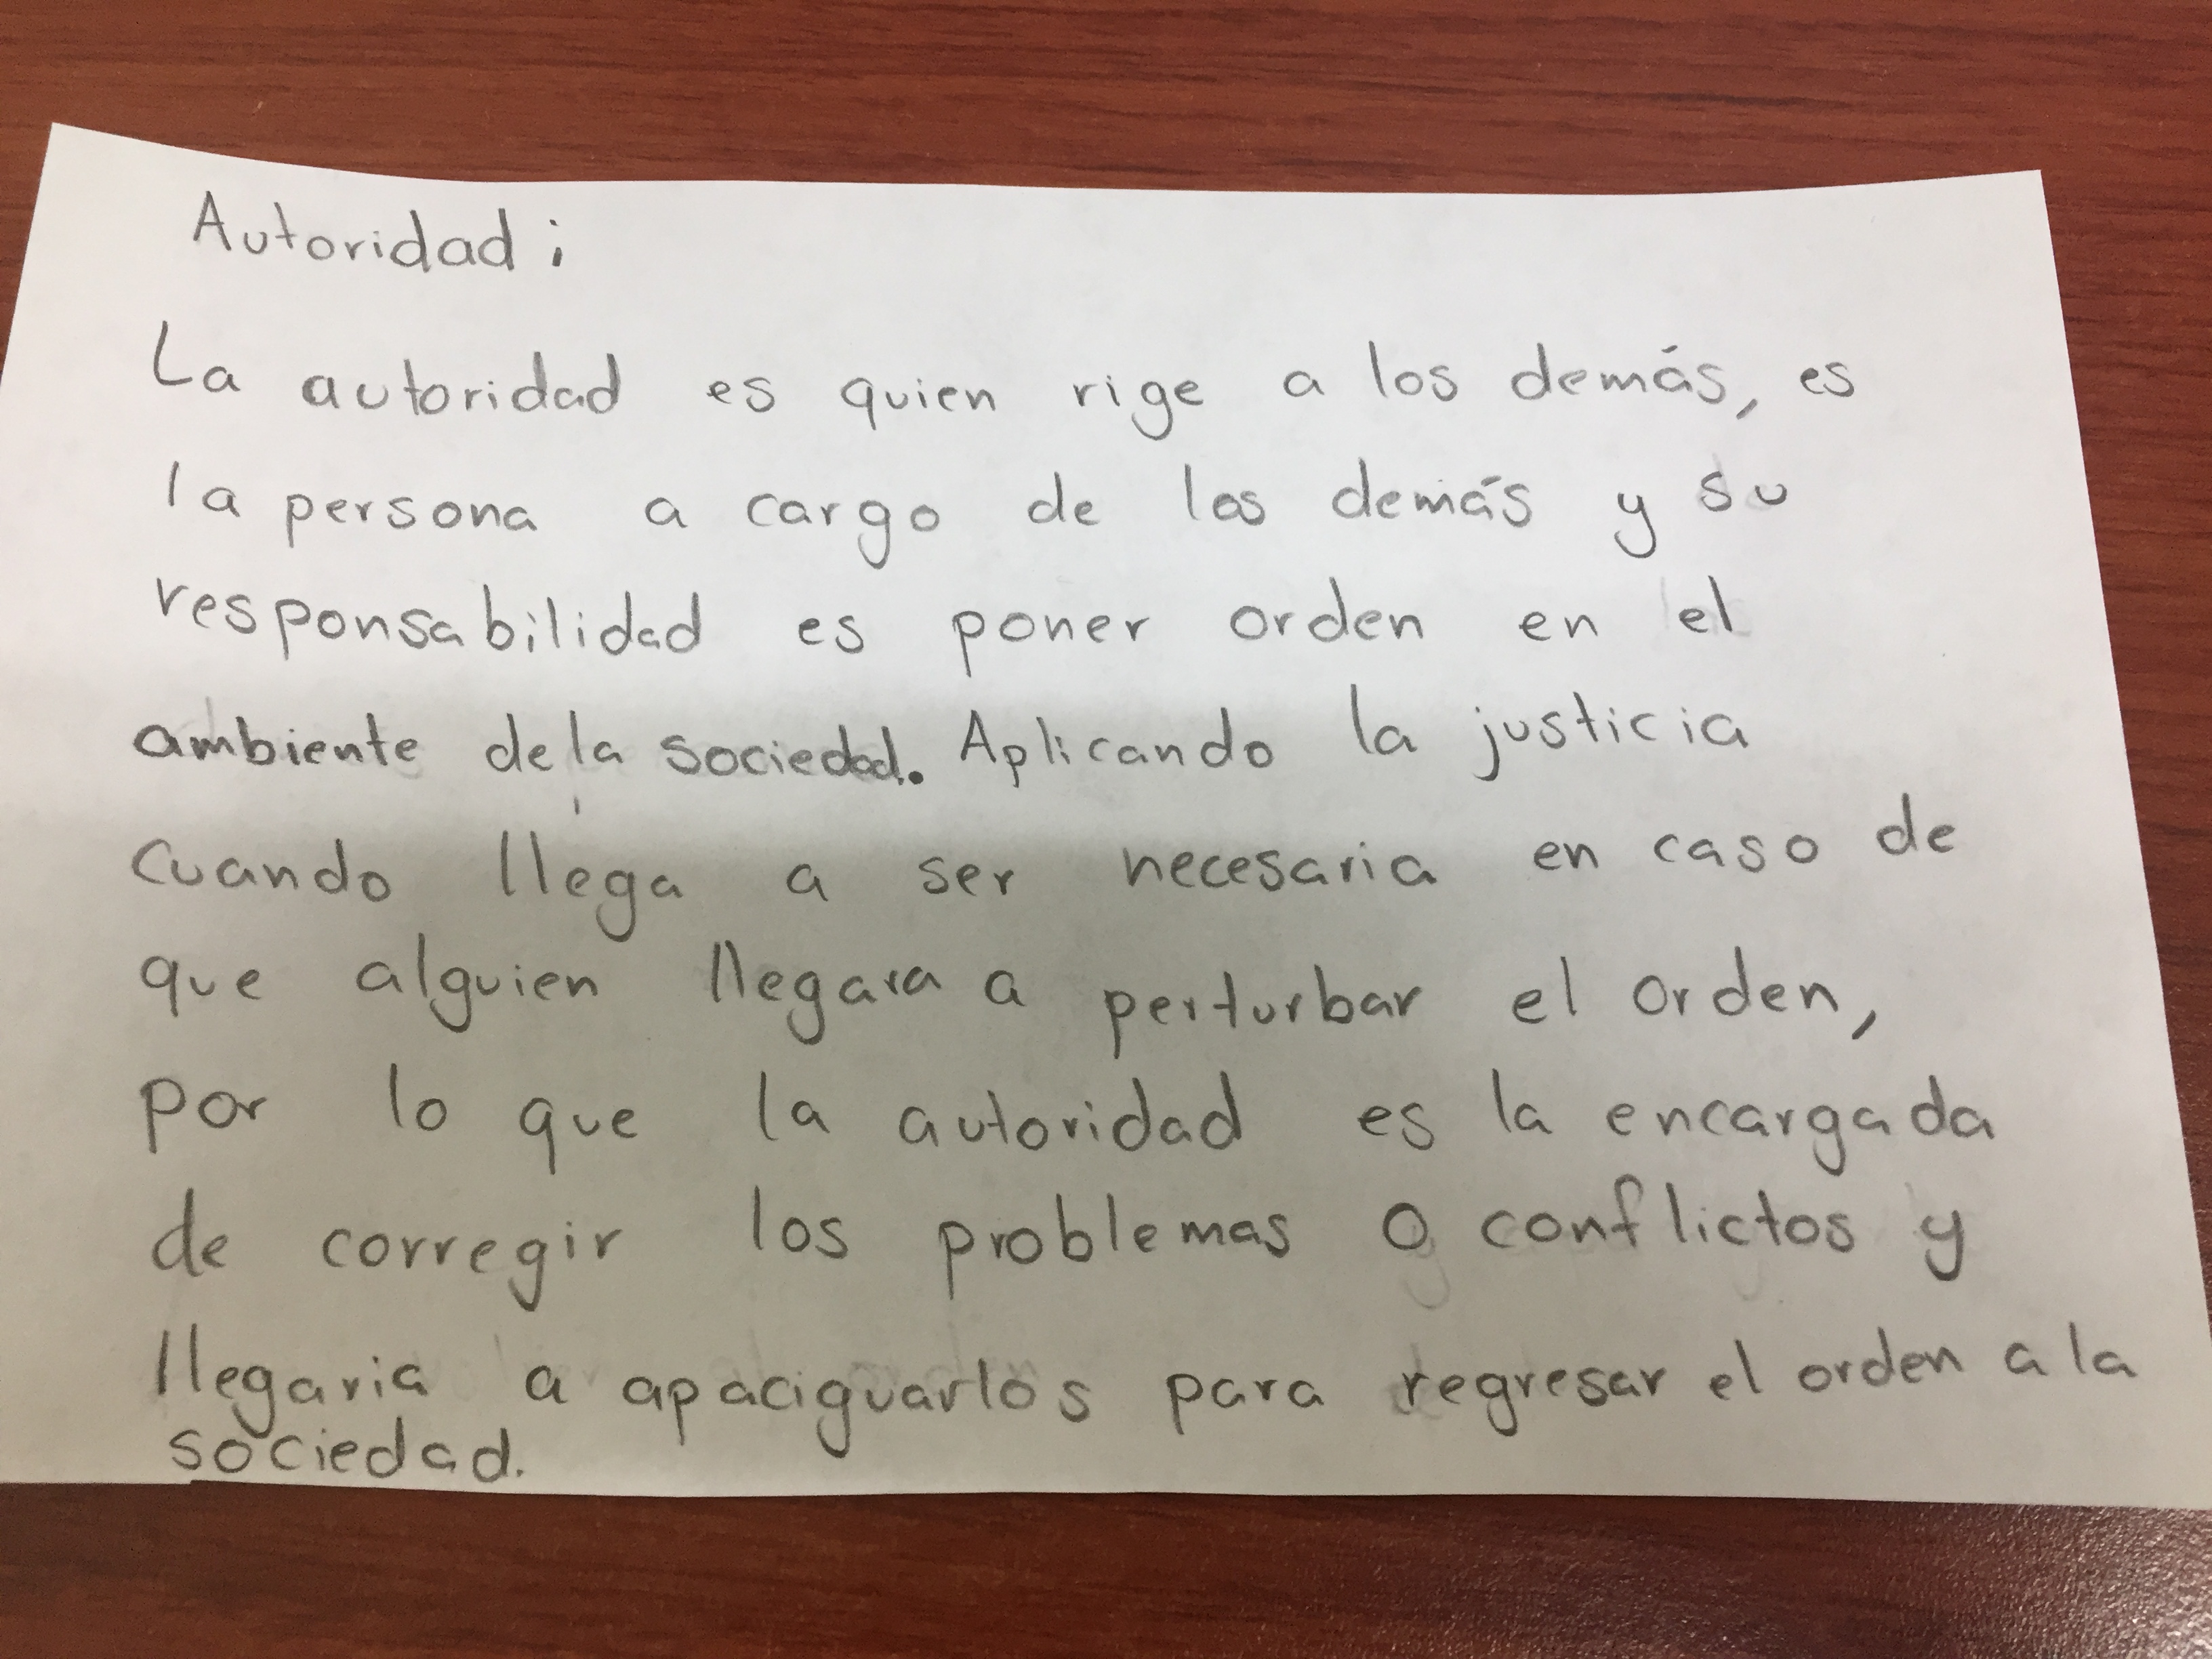 Autoridad;
La autoridad es quien rige a los demás, es
la persona a cargo de los demás y su
responsabilidad es poner orden en el
ambiente de la sociedad. Aplicando la justicia
cuando llega a ser necesaria en caso de
que alguien llegara a perturbar el orden,
por lo que la autoridad es la encargada
de corregir los problemas o conflictos y
llegaria a apaciguarlos para regresar el orden a la
sociedad.